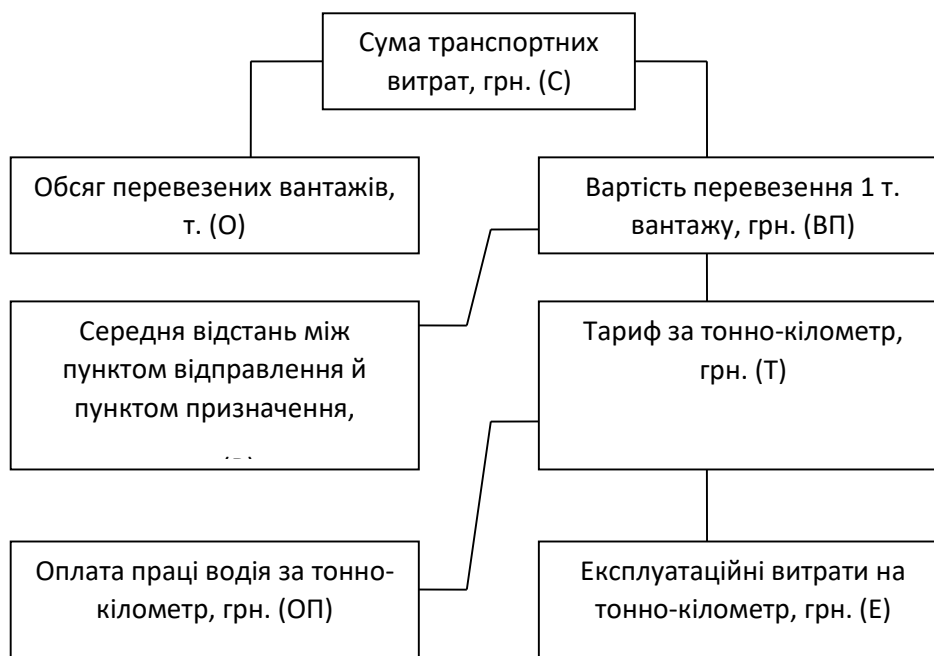 Сума транспортних
витрат, грн. (С)
Обсяг перевезених вантажів,
т. (О)
Вартість перевезення 1 т.
вантажу, грн. (ВП)
Середня відстань між
пунктом відправлення й
пунктом призначення,
Тариф за тонно-кілометр,
грн. (Т)
Оплата праці водія за тонно-
кілометр, грн. (ОП)
Експлуатаційні витрати на
тонно-кілометр, грн. (Е)